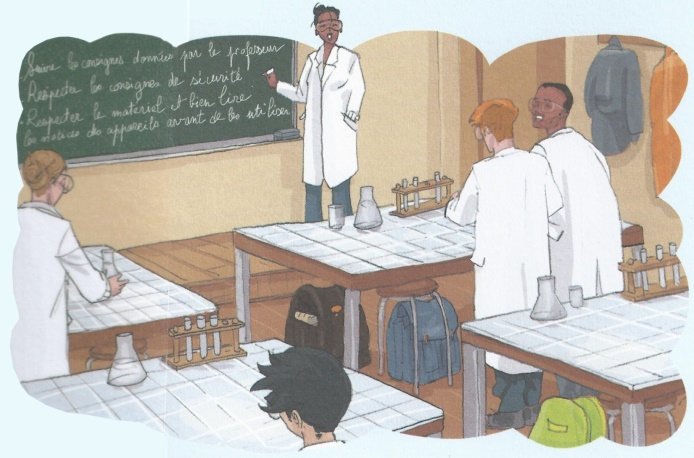 Suivre les consignes données par le professeur
Respecter les consignes de sécurité
Respecter le matériel et bien lire
les notices des appareils avant de les utiliser